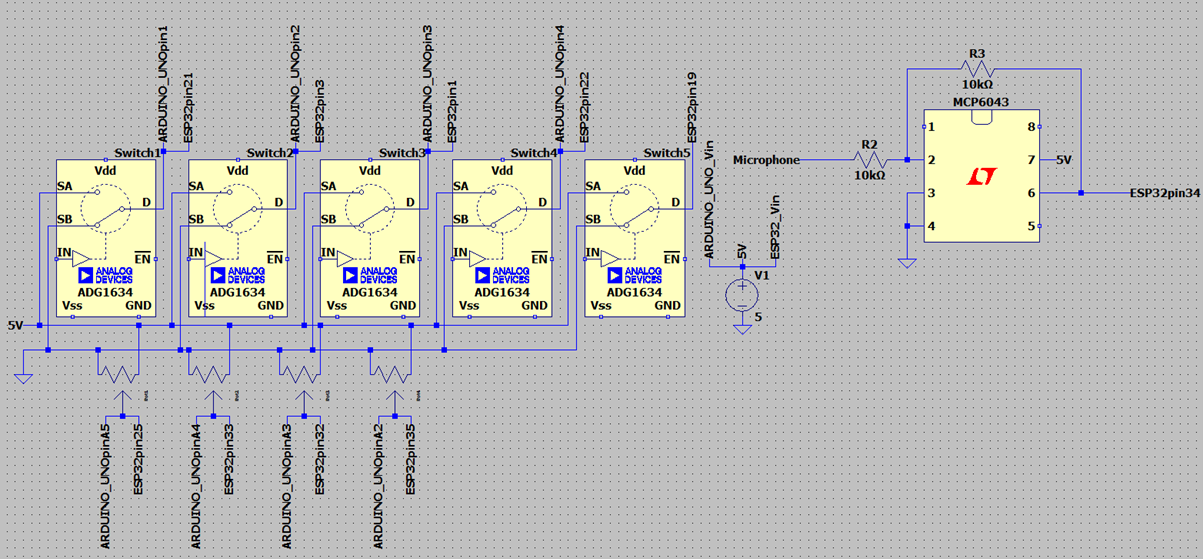 ARDUINO_UNOpin1
ESP32pin21
ARDUINO_UNOpin2
ESP32pin3
ARDUINO_UNOpin3
ESP32pin1
ARDUINO_UNOpin4
ESP32pin22
ESP32pin19
Switch1
Vdd
SA
SB
D
IN
EN
ANALOG
DEVICES
ADG1634
Vss GND
Switch2
Vdd
SA
SB
D
IN
EN
ANALOG
DEVICES
ADG1634
Vss GND
Switch3
Vdd
SA
SB
D
IN
EN
ANALOG
DEVICES
ADG1634
Vss GND
Switch4
Vdd
SA
SB
D
IN
EN
ANALOG
DEVICES
ADG1634
Vss GND
Switch5
Vdd
SA
SB
D
IN
EN
ANALOG
DEVICES
ADG1634
Vss GND
5V
ARDUINO_UNOpinA5
ESP32pin25
ARDUINO_UNOpinA4
ESP32pin33
ARDUINO_UNOpinA3
ESP32pin32
ARDUINO_UNOpinA2
ESP32pin35
ARDUINO_UNO_Vin
5V
ESP32_Vin
V1
5
Microphone
R2
10kΩ
R3
10kΩ
MCP6043
1 8
2 7
3 6
4 5
5V
ESP32pin34